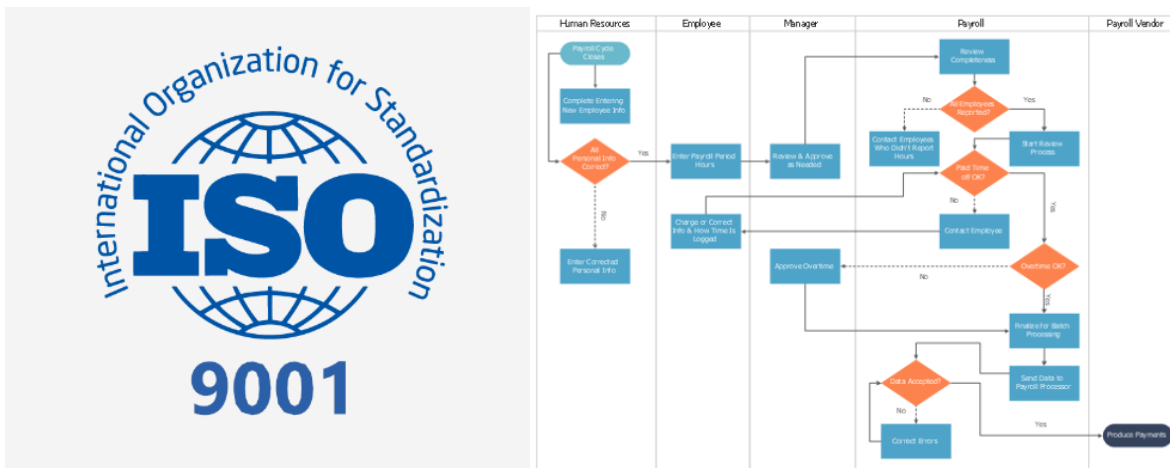 International Organization for Standardization
ISO
9001
Human Resources
Employee
Manager
Payroll
Payroll Vendor
Payroll Cycle
Closes
Complete Entering
New Employee Info
All
Personal Info
Correct?
Yes
No
Enter Corrected
Personal Info
Enter Payroll Period
Hours
Charge or Correct
Info & How Time Is
Logged
Review & Approve
as Needed
Approve Overtime
Review
Completeness
All Employees
Reported?
No
Yes
Contact Employees
Who Didn't Report
Hours
Start Review
Process
Paid Time
off OK?
No
Yes
Contact Employee
Overtime OK?
No
Yes
Finalize for Batch
Processing
Send Data to
Payroll Processor
Data Accepted?
No
Yes
Correct Errors
Produce Payments